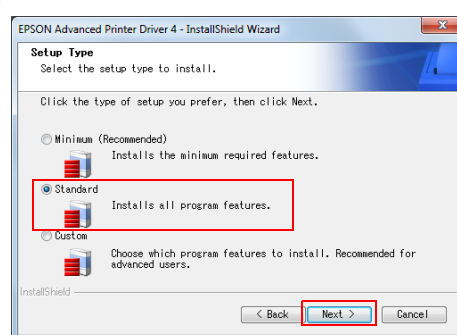 EPSON Advanced Printer Driver 4 - InstallShield Wizard
Setup Type
Select the setup type to install.
Click the type of setup you prefer, then click Next.
Minimum (Recommended)
Installs the minimum required features.
Standard
Installs all program features.
Custom
Choose which program features to install. Recommended for
advanced users.
InstallShield
< Back
Next >
Cancel